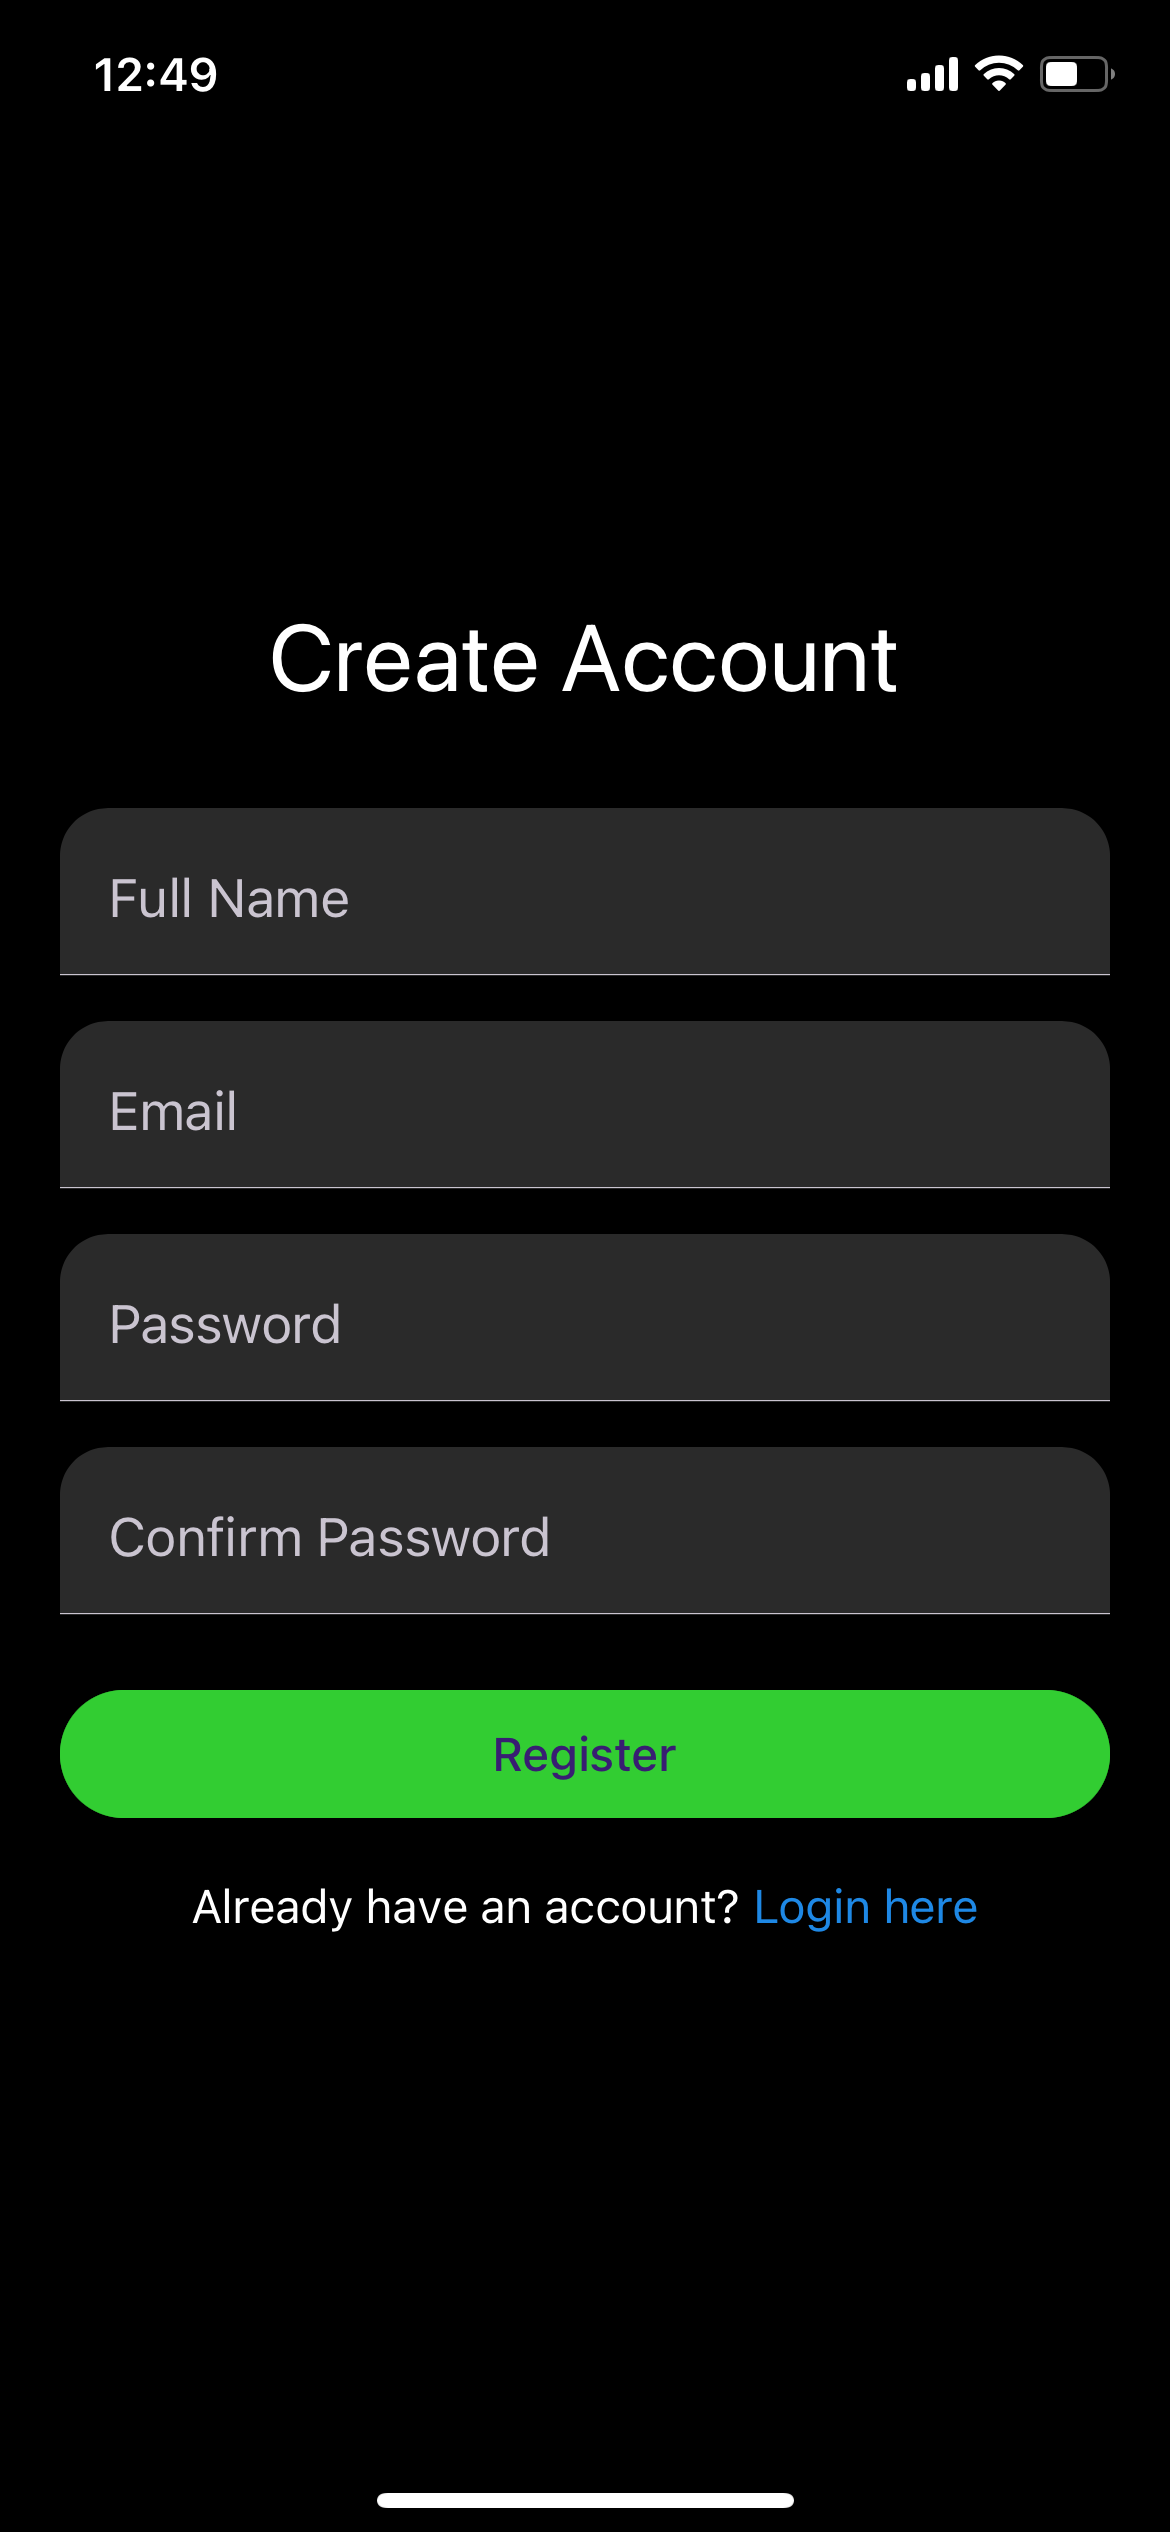 12:49
Create Account
Full Name
Email
Password
Confirm Password
Register
Already have an account? Login here